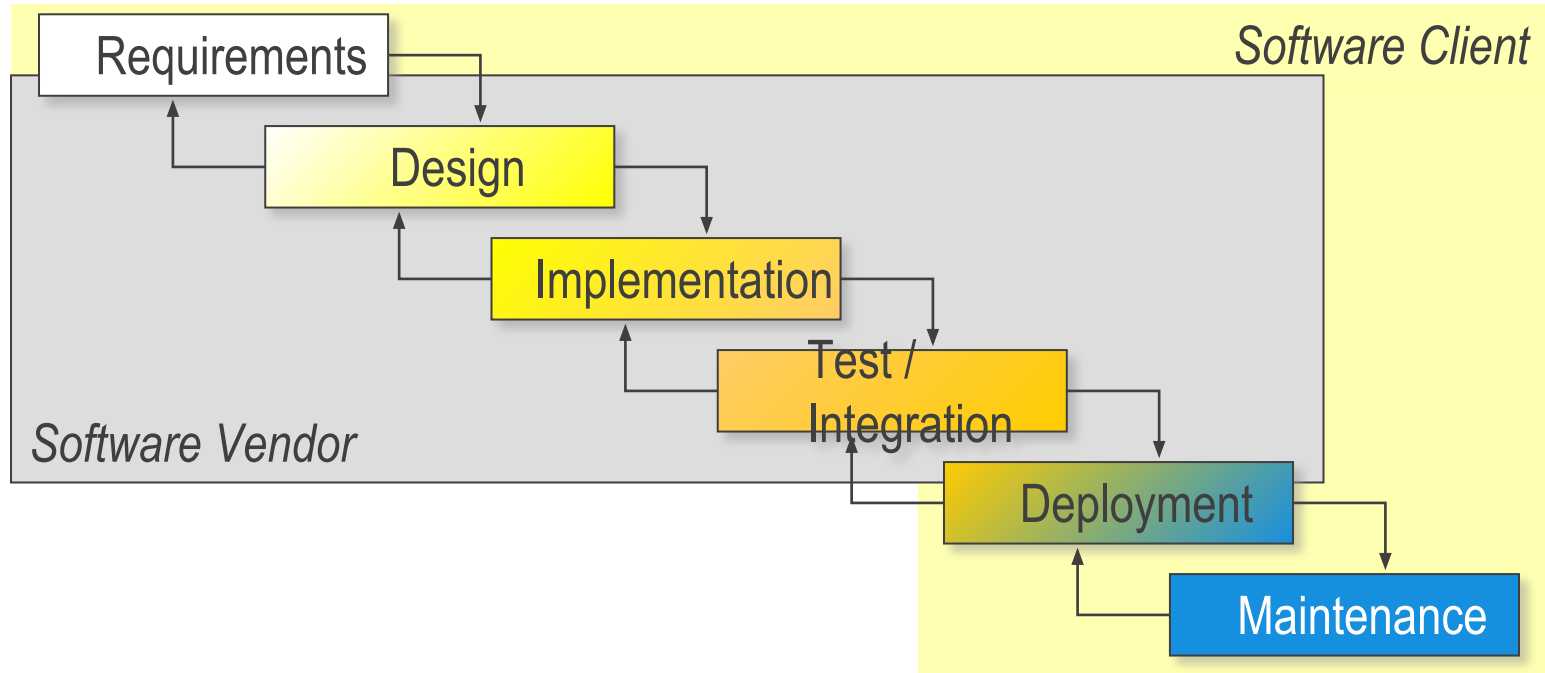 Software Client
Requirements
Design
Implementation
Test /
Integration
Software Vendor
Deployment
Maintenance